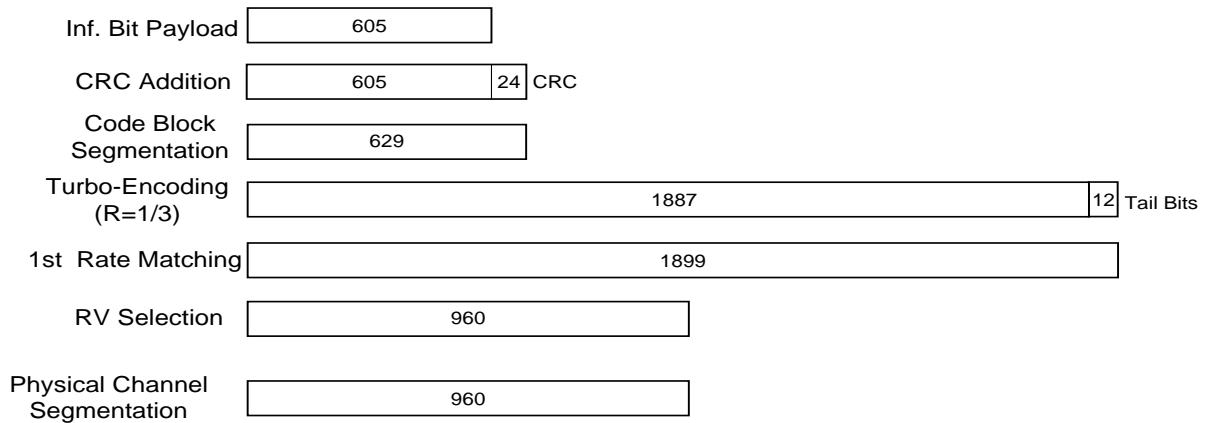 Inf. Bit Payload 605
CRC Addition 605 24 CRC
Code Block
Segmentation 629
Turbo-Encoding
(R=1/3) 1887 12 Tail Bits
1st Rate Matching 1899
RV Selection 960
Physical Channel
Segmentation 960